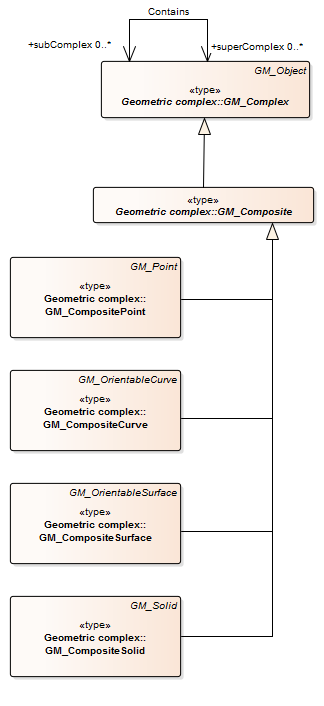 Contains
+subComplex 0..*
+superComplex 0..*
GM_Object
«type»
Geometric complex::GM_Complex
«type»
Geometric complex::GM_Composite
GM_Point
«type»
Geometric complex::
GM_CompositePoint
GM_OrientableCurve
«type»
Geometric complex::
GM_CompositeCurve
GM_OrientableSurface
«type»
Geometric complex::
GM_CompositeSurface
GM_Solid
«type»
Geometric complex::
GM_CompositeSolid